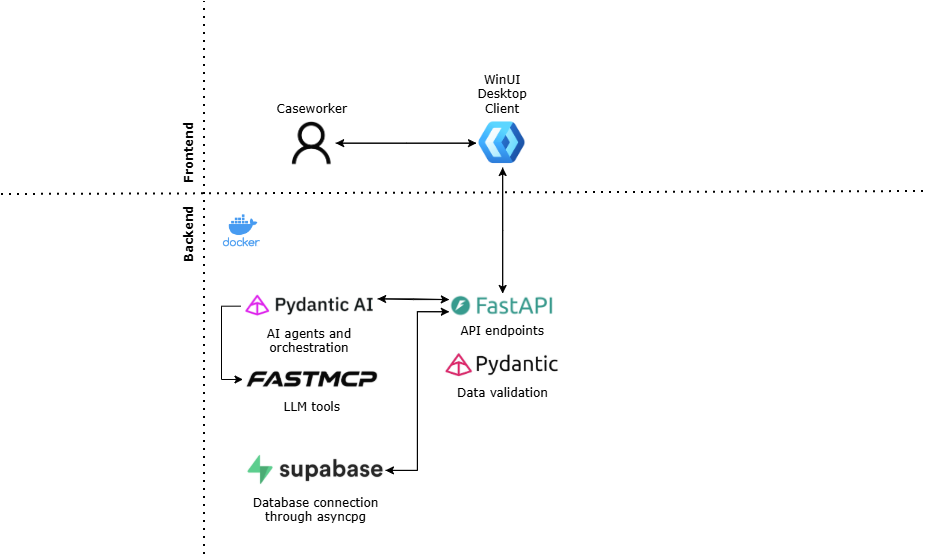 WinUI
Desktop
Client
Caseworker
Frontend
Backend
docker
Pydantic AI
AI agents and
orchestration
FastAPI
API endpoints
Pydantic
Data validation
FASTMCP
LLM tools
supabase
Database connection
through asyncpg